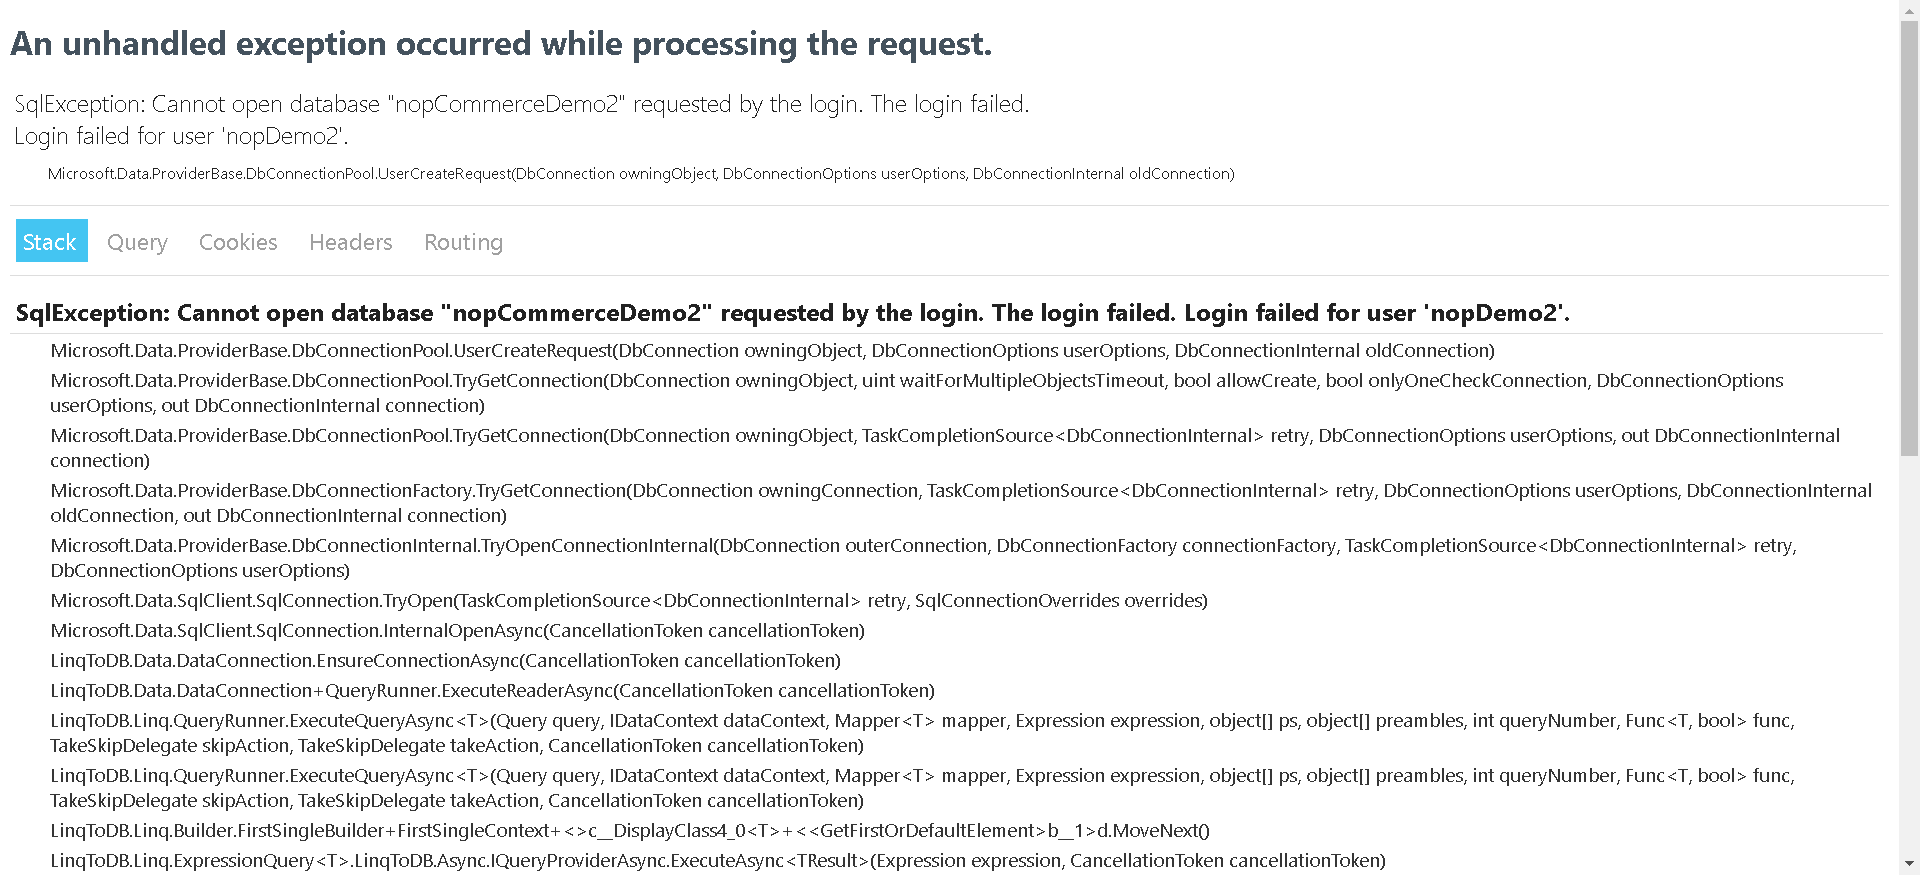 An unhandled exception occurred while processing the request.
SqlException: Cannot open database "nopCommerceDemo2" requested by the login. The login failed.
Login failed for user 'nopDemo2'.
Microsoft.Data.ProviderBase.DbConnectionPool.UserCreateRequest(DbConnection owningObject, DbConnectionOptions userOptions, DbConnectionInternal oldConnection)
Stack Query Cookies Headers Routing
SqlException: Cannot open database "nopCommerceDemo2" requested by the login. The login failed. Login failed for user 'nopDemo2'.
Microsoft.Data.ProviderBase.DbConnectionPool.UserCreateRequest(DbConnection owningObject, DbConnectionOptions userOptions, DbConnectionInternal oldConnection)
Microsoft.Data.ProviderBase.DbConnectionPool.TryGetConnection(DbConnection owningObject, uint waitForMultipleObjectsTimeout, bool allowCreate, bool onlyOneCheckConnection, DbConnectionOptions
userOptions, out DbConnectionInternal connection)
Microsoft.Data.ProviderBase.DbConnectionPool.TryGetConnection(DbConnection owningObject, TaskCompletionSource<DbConnectionInternal> retry, DbConnectionOptions userOptions, out DbConnectionInternal
connection)
Microsoft.Data.ProviderBase.DbConnectionFactory.TryGetConnection(DbConnection owningConnection, TaskCompletionSource<DbConnectionInternal> retry, DbConnectionOptions userOptions, DbConnectionInternal
oldConnection, out DbConnectionInternal connection)
Microsoft.Data.ProviderBase.DbConnectionInternal.TryOpenConnectionInternal(DbConnection outerConnection, DbConnectionFactory connectionFactory, TaskCompletionSource<DbConnectionInternal> retry,
DbConnectionOptions userOptions)
Microsoft.Data.SqlClient.SqlConnection.TryOpen(TaskCompletionSource<DbConnectionInternal> retry, SqlConnectionOverrides overrides)
Microsoft.Data.SqlClient.SqlConnection.InternalOpenAsync(CancellationToken cancellationToken)
LinqToDB.Data.DataConnection.EnsureConnectionAsync(CancellationToken cancellationToken)
LinqToDB.Data.DataConnection+QueryRunner.ExecuteReaderAsync(CancellationToken cancellationToken)
LinqToDB.Linq.QueryRunner.ExecuteQueryAsync<T>(Query query, IDataContext dataContext, Mapper<T> mapper, Expression expression, object[] ps, object[] preambles, int queryNumber, Func<T, bool> func,
TakeSkipDelegate skipAction, TakeSkipDelegate takeAction, CancellationToken cancellationToken)
LinqToDB.Linq.QueryRunner.ExecuteQueryAsync<T>(Query query, IDataContext dataContext, Mapper<T> mapper, Expression expression, object[] ps, object[] preambles, int queryNumber, Func<T, bool> func,
TakeSkipDelegate skipAction, TakeSkipDelegate takeAction, CancellationToken cancellationToken)
LinqToDB.Linq.Builder.FirstSingleBuilder+FirstSingleContext+<>c__DisplayClass4_0<T>+<<GetFirstOrDefaultElement>b__1>d.MoveNext()
LinqToDB.Linq.ExpressionQuery<T>.LinqToDB.Async.IQueryProviderAsync.ExecuteAsync<TResult>(Expression expression, CancellationToken cancellationToken)